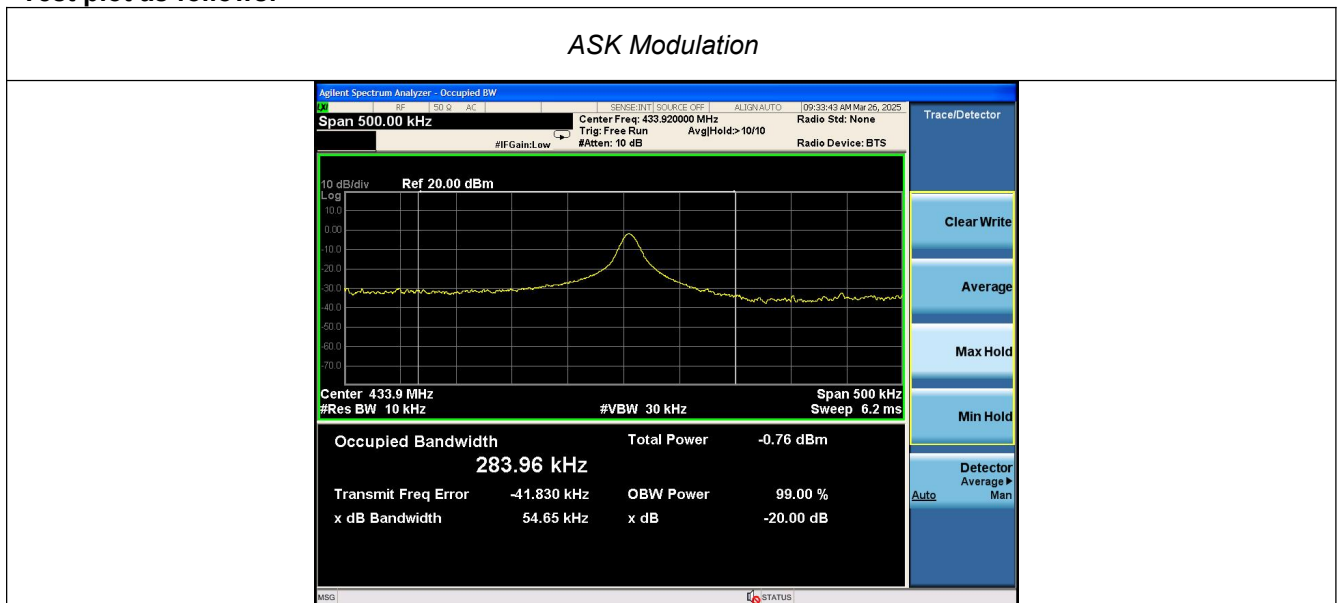 ASK Modulation
Agilent Spectrum Analyzer - Occupied BW
LXI RF 50 Ω AC SENSE:INT SOURCE OFF ALIGNAUTO 09:33:43 AM Mar 26, 2025
Span 500.00 kHz
Center Freq: 433.920000 MHz
Radio Std: None
Trig: Free Run Avg|Hold:> 10/10
#IFGain:Low #Atten: 10 dB Radio Device: BTS
10 dB/div Ref 20.00 dBm
Log
10.0
0.00
-10.0
-20.0
-30.0
-40.0
-50.0
-60.0
-70.0
Center 433.9 MHz Span 500 kHz
#Res BW 10 kHz #VBW 30 kHz Sweep 6.2 ms
Occupied Bandwidth Total Power -0.76 dBm
283.96 kHz
Transmit Freq Error -41.830 kHz OBW Power 99.00 %
x dB Bandwidth 54.65 kHz x dB -20.00 dB
MSG STATUS
Trace/Detector
Clear Write
Average
Max Hold
Min Hold
Detector
Average▶
Auto Man